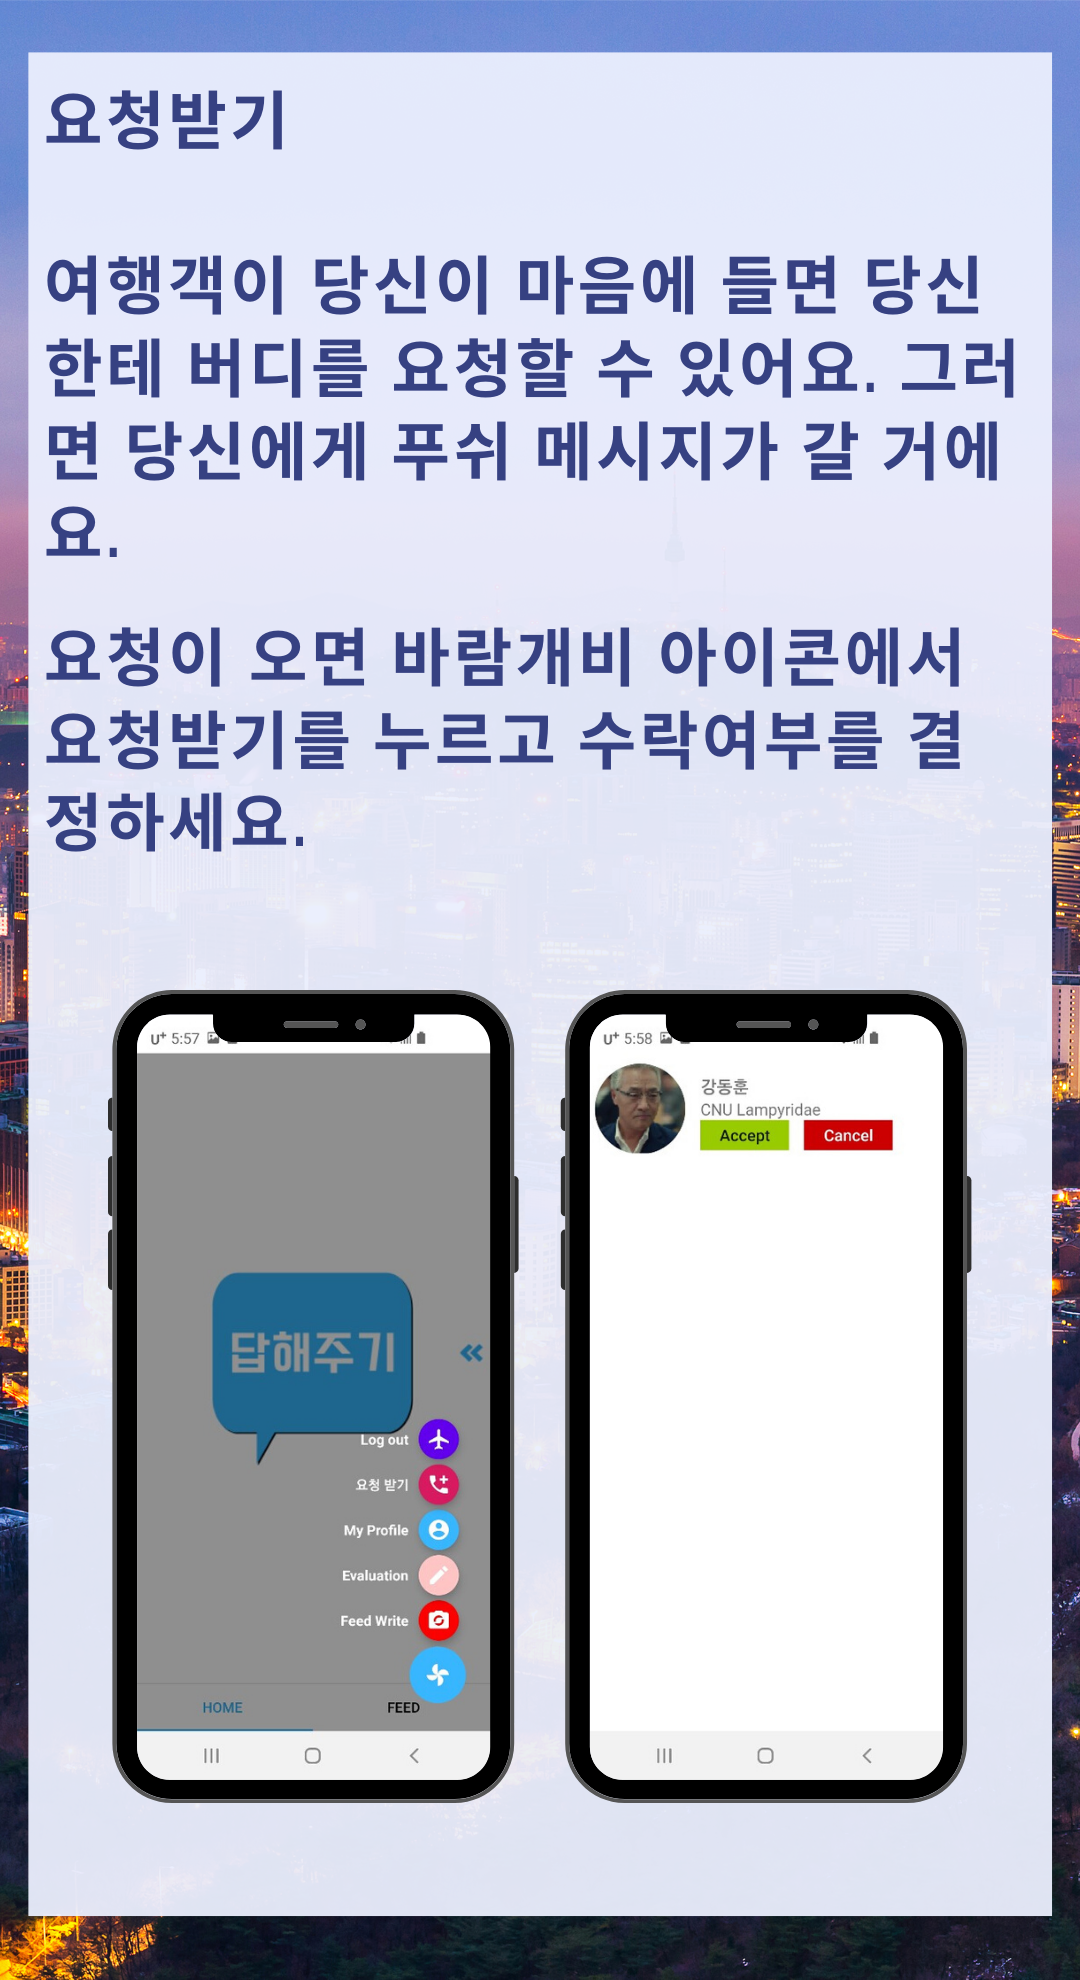 요청받기
여행객이 당신이 마음에 들면 당신
한테 버디를 요청할 수 있어요. 그러
면 당신에게 푸쉬 메시지가 갈 거에
요.
요청이 오면 바람개비 아이콘에서
요청받기를 누르고 수락여부를 결
정하세요.
U+ 5:57
답해주기
Log out
요청 받기
My Profile
Evaluation
Feed Write
HOME FEED
U+ 5:58
강동훈
CNU Lampyridae
Accept Cancel